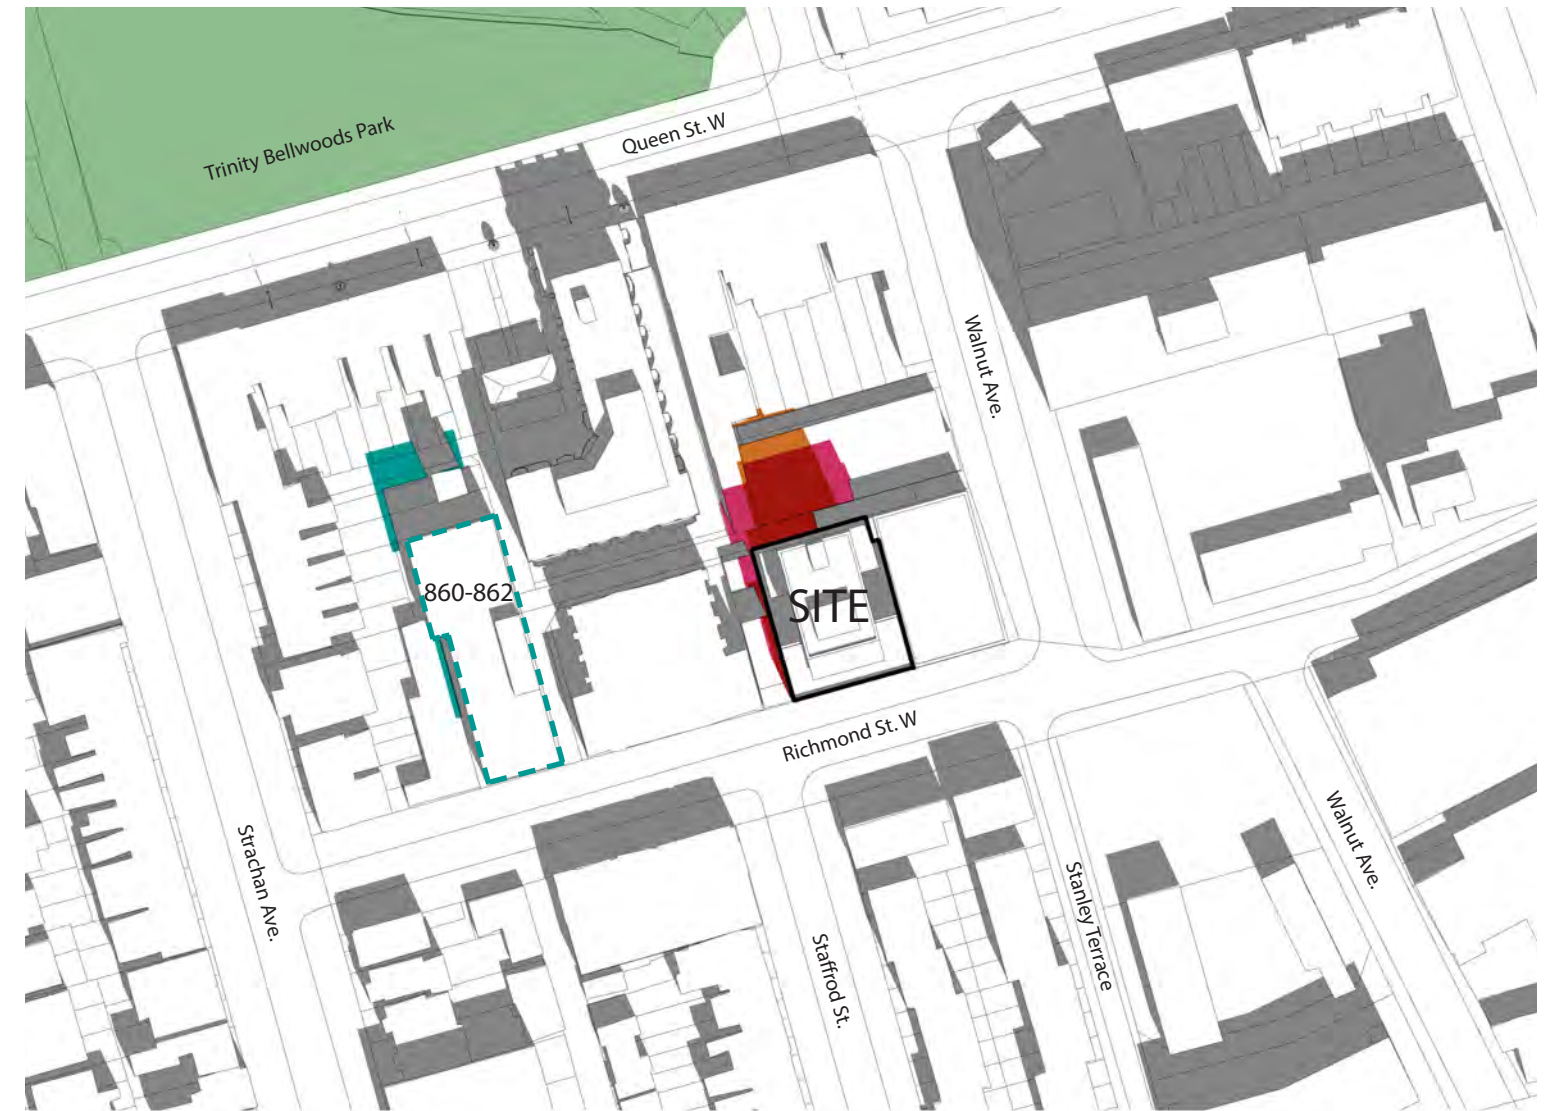 Trinity Bellwoods Park
Queen St. W
Walnut Ave.
860-862
SITE
Richmond St. W
Strachan Ave.
Staffrod St.
Stanley Terrace
Walnut Ave.